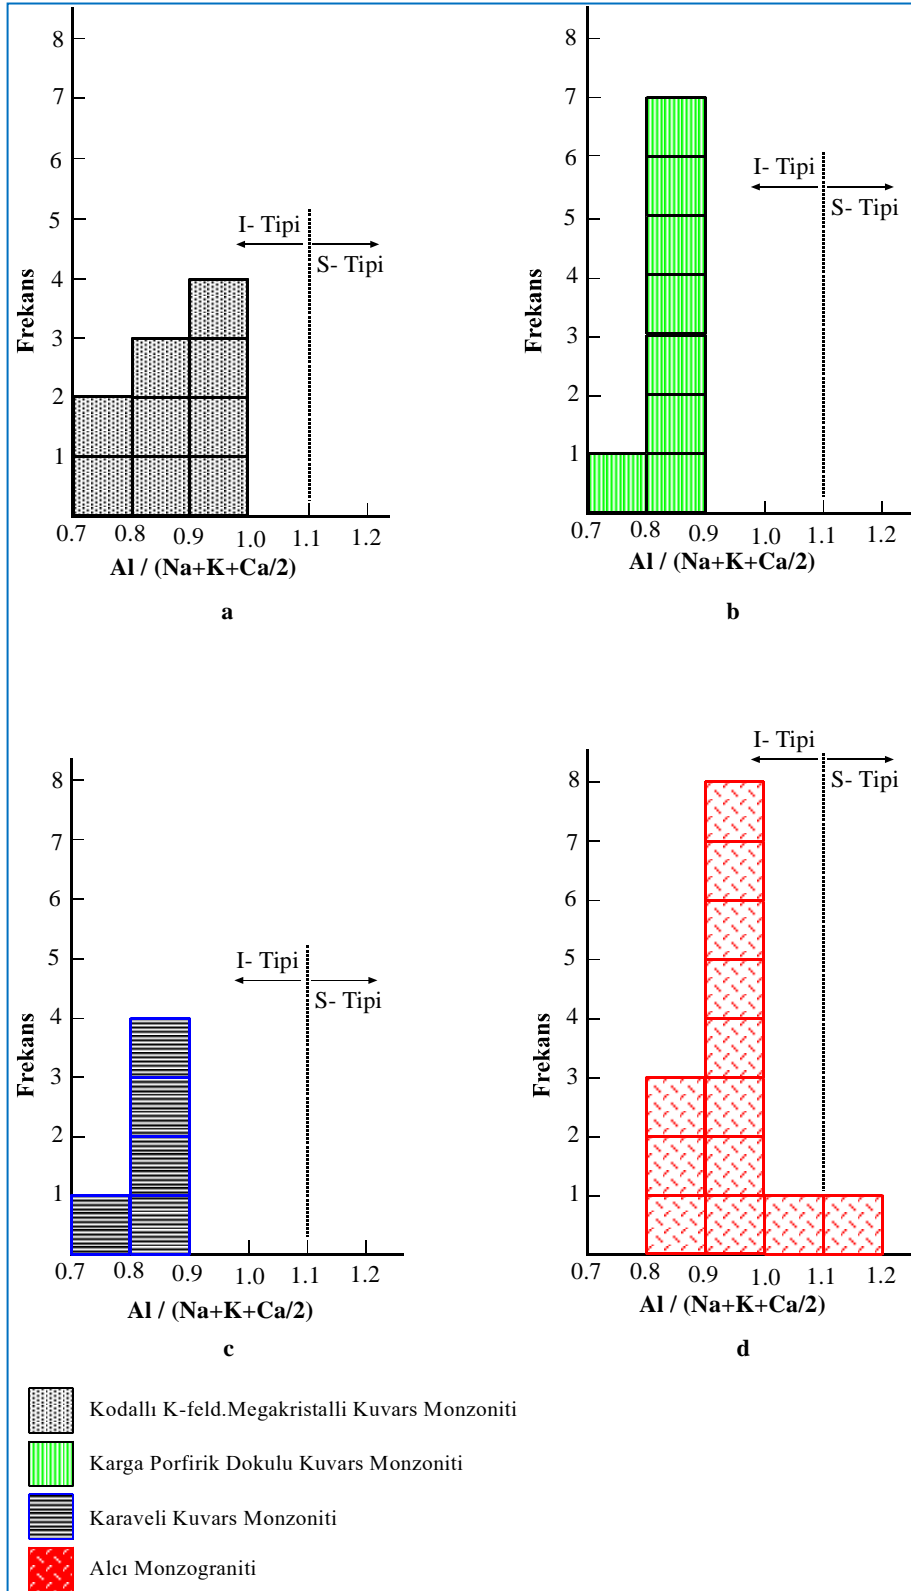 8
7
6
5
4
3
2
1
Frekans
I- Tipi
S- Tipi
0.7 0.8 0.9 1.0 1.1 1.2
Al / (Na+K+Ca/2)
a
8
7
6
5
4
3
2
1
Frekans
I- Tipi
S- Tipi
0.7 0.8 0.9 1.0 1.1 1.2
Al / (Na+K+Ca/2)
b
8
7
6
5
4
3
2
1
Frekans
I- Tipi
S- Tipi
0.7 0.8 0.9 1.0 1.1 1.2
Al / (Na+K+Ca/2)
c
8
7
6
5
4
3
2
1
Frekans
I- Tipi
S- Tipi
0.7 0.8 0.9 1.0 1.1 1.2
Al / (Na+K+Ca/2)
d
Kodallı K-feld.Megakristalli Kuvars Monzoniti
Karga Porfirik Dokulu Kuvars Monzoniti
Karaveli Kuvars Monzoniti
Alcı Monzograniti